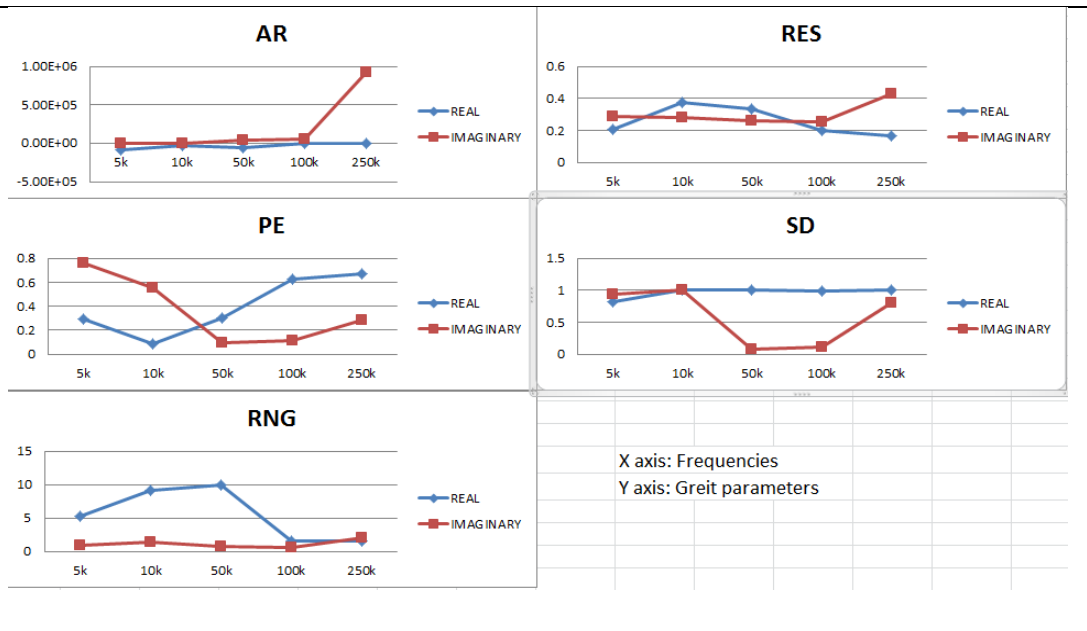 AR
1.00E+06
5.00E+05
0.00E+00
-5.00E+05
5k 10k 50k 100k 250k
REAL
IMAGINARY
RES
0.6
0.4
0.2
0
5k 10k 50k 100k 250k
REAL
IMAGINARY
PE
0.8
0.6
0.4
0.2
0
5k 10k 50k 100k 250k
REAL
IMAGINARY
SD
1.5
1
0.5
0
5k 10k 50k 100k 250k
REAL
IMAGINARY
RNG
15
10
5
0
5k 10k 50k 100k 250k
REAL
IMAGINARY
X axis: Frequencies
Y axis: Greit parameters